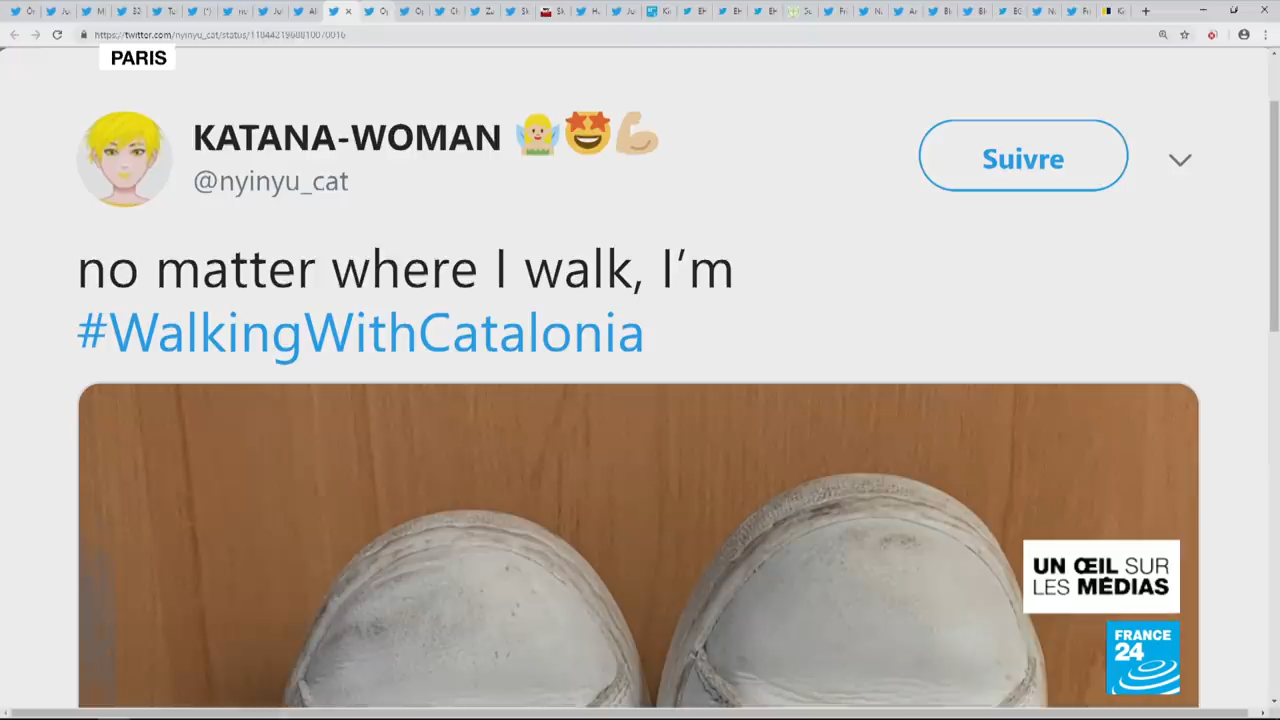 PARIS
KATANA-WOMAN 🧚🤩💪
@nyinyu_cat
Suivre
no matter where I walk, I'm
#WalkingWithCatalonia
UN ŒIL SUR
LES MÉDIAS
FRANCE
24